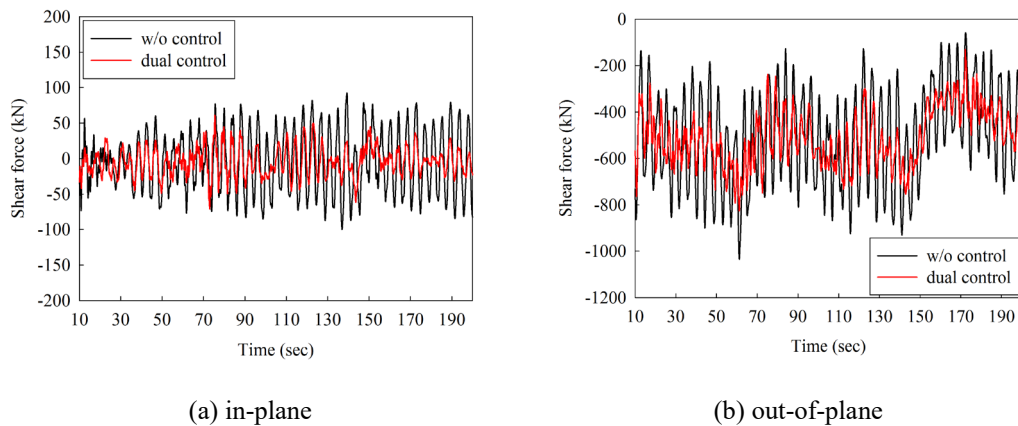 200
150
100
50
0
-50
-100
-150
-200
Shear force (kN)
w/o control
dual control
10 30 50 70 90 110 130 150 170 190
Time (sec)
(a) in-plane
0
-200
-400
-600
-800
-1000
-1200
Shear force (kN)
w/o control
dual control
10 30 50 70 90 110 130 150 170 190
Time (sec)
(b) out-of-plane